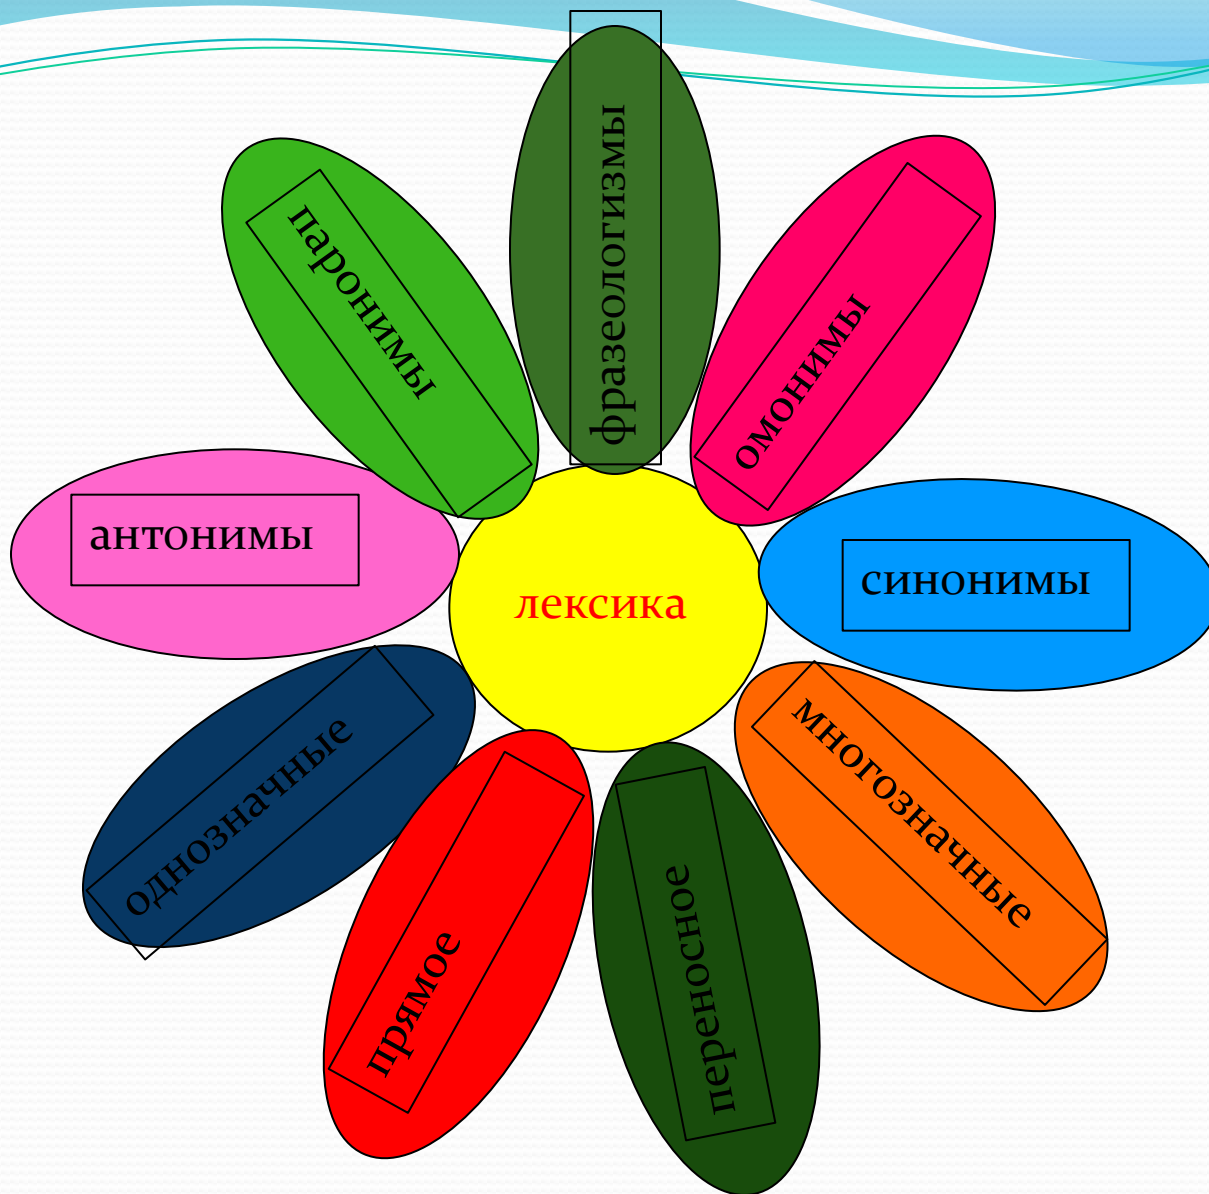 фразеологизмы
паронимы
омонимы
антонимы
синонимы
лексика
однозначные
многозначные
прямое
переносное